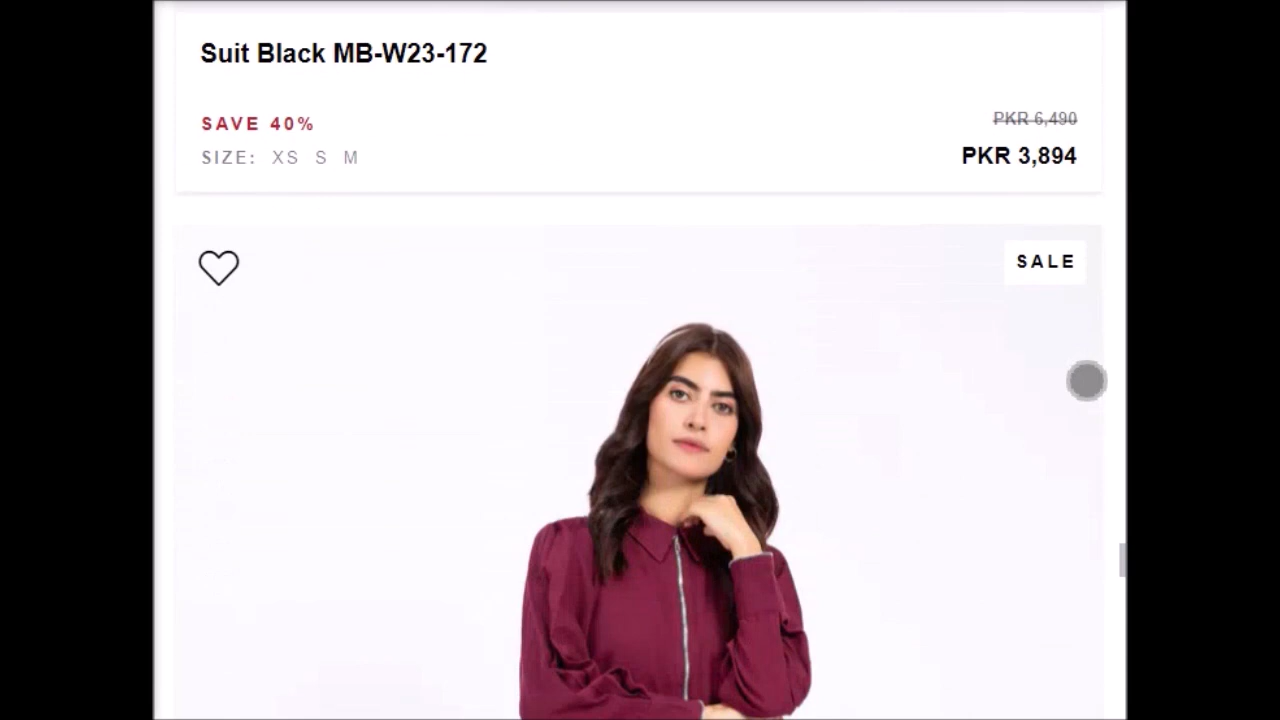 Suit Black MB-W23-172
SAVE 40%
PKR 6,490
SIZE: XS S M
PKR 3,894
SALE